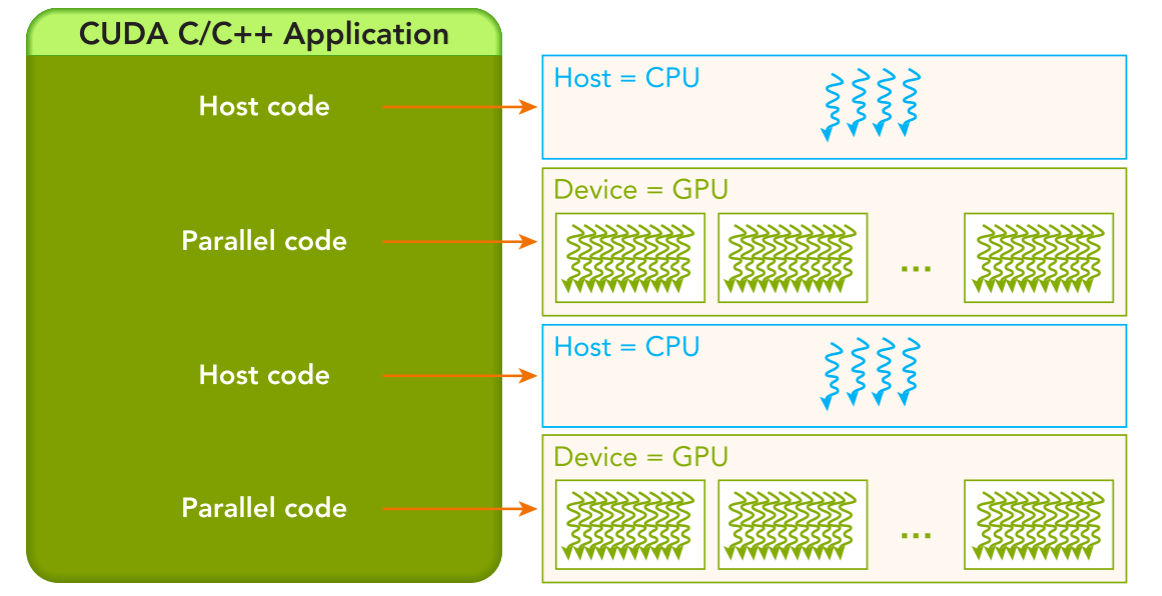 CUDA C/C++ Application
Host code
Host = CPU
Parallel code
Device = GPU
...
Host code
Host = CPU
Parallel code
Device = GPU
...